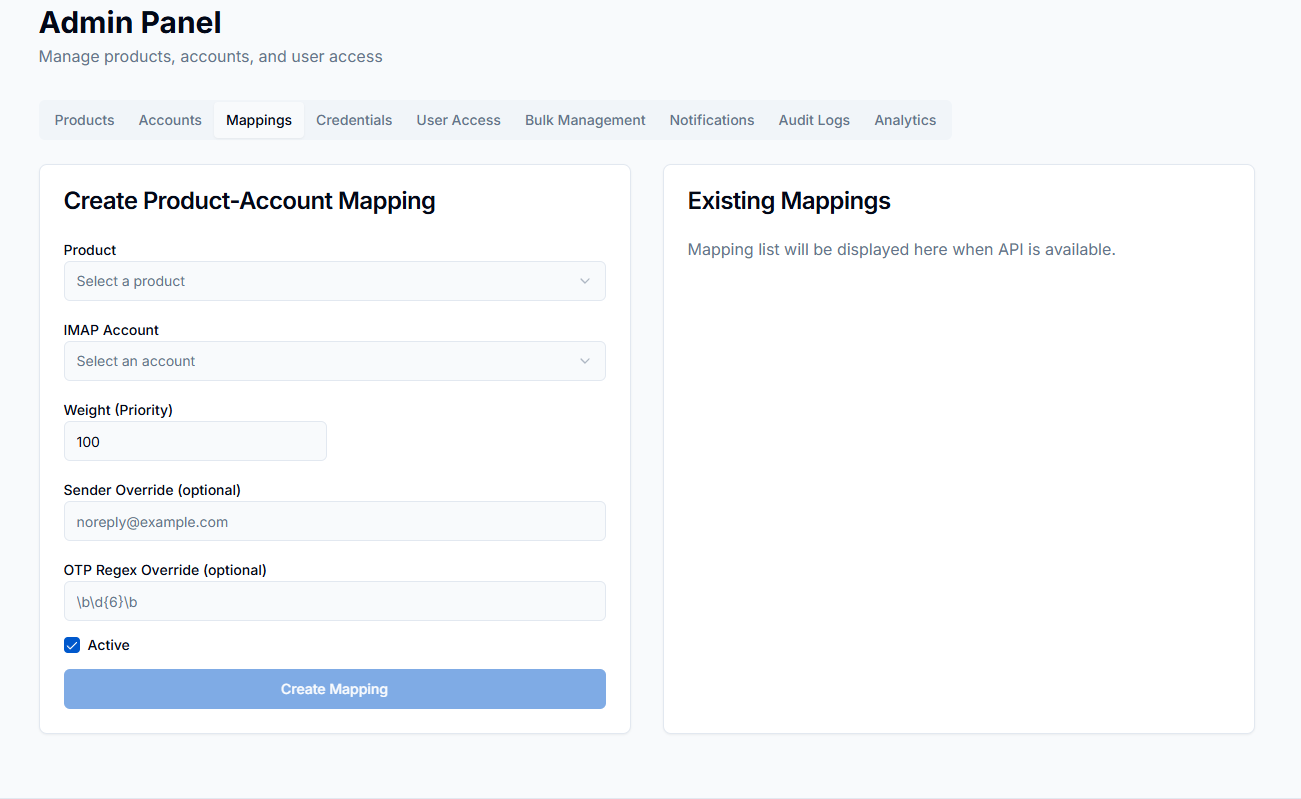 Admin Panel
Manage products, accounts, and user access
Products Accounts Mappings Credentials User Access Bulk Management Notifications Audit Logs Analytics
Create Product-Account Mapping
Product
Select a product
IMAP Account
Select an account
Weight (Priority)
100
Sender Override (optional)
noreply@example.com
OTP Regex Override (optional)
\b\d{6}\b
Active
Create Mapping
Existing Mappings
Mapping list will be displayed here when API is available.